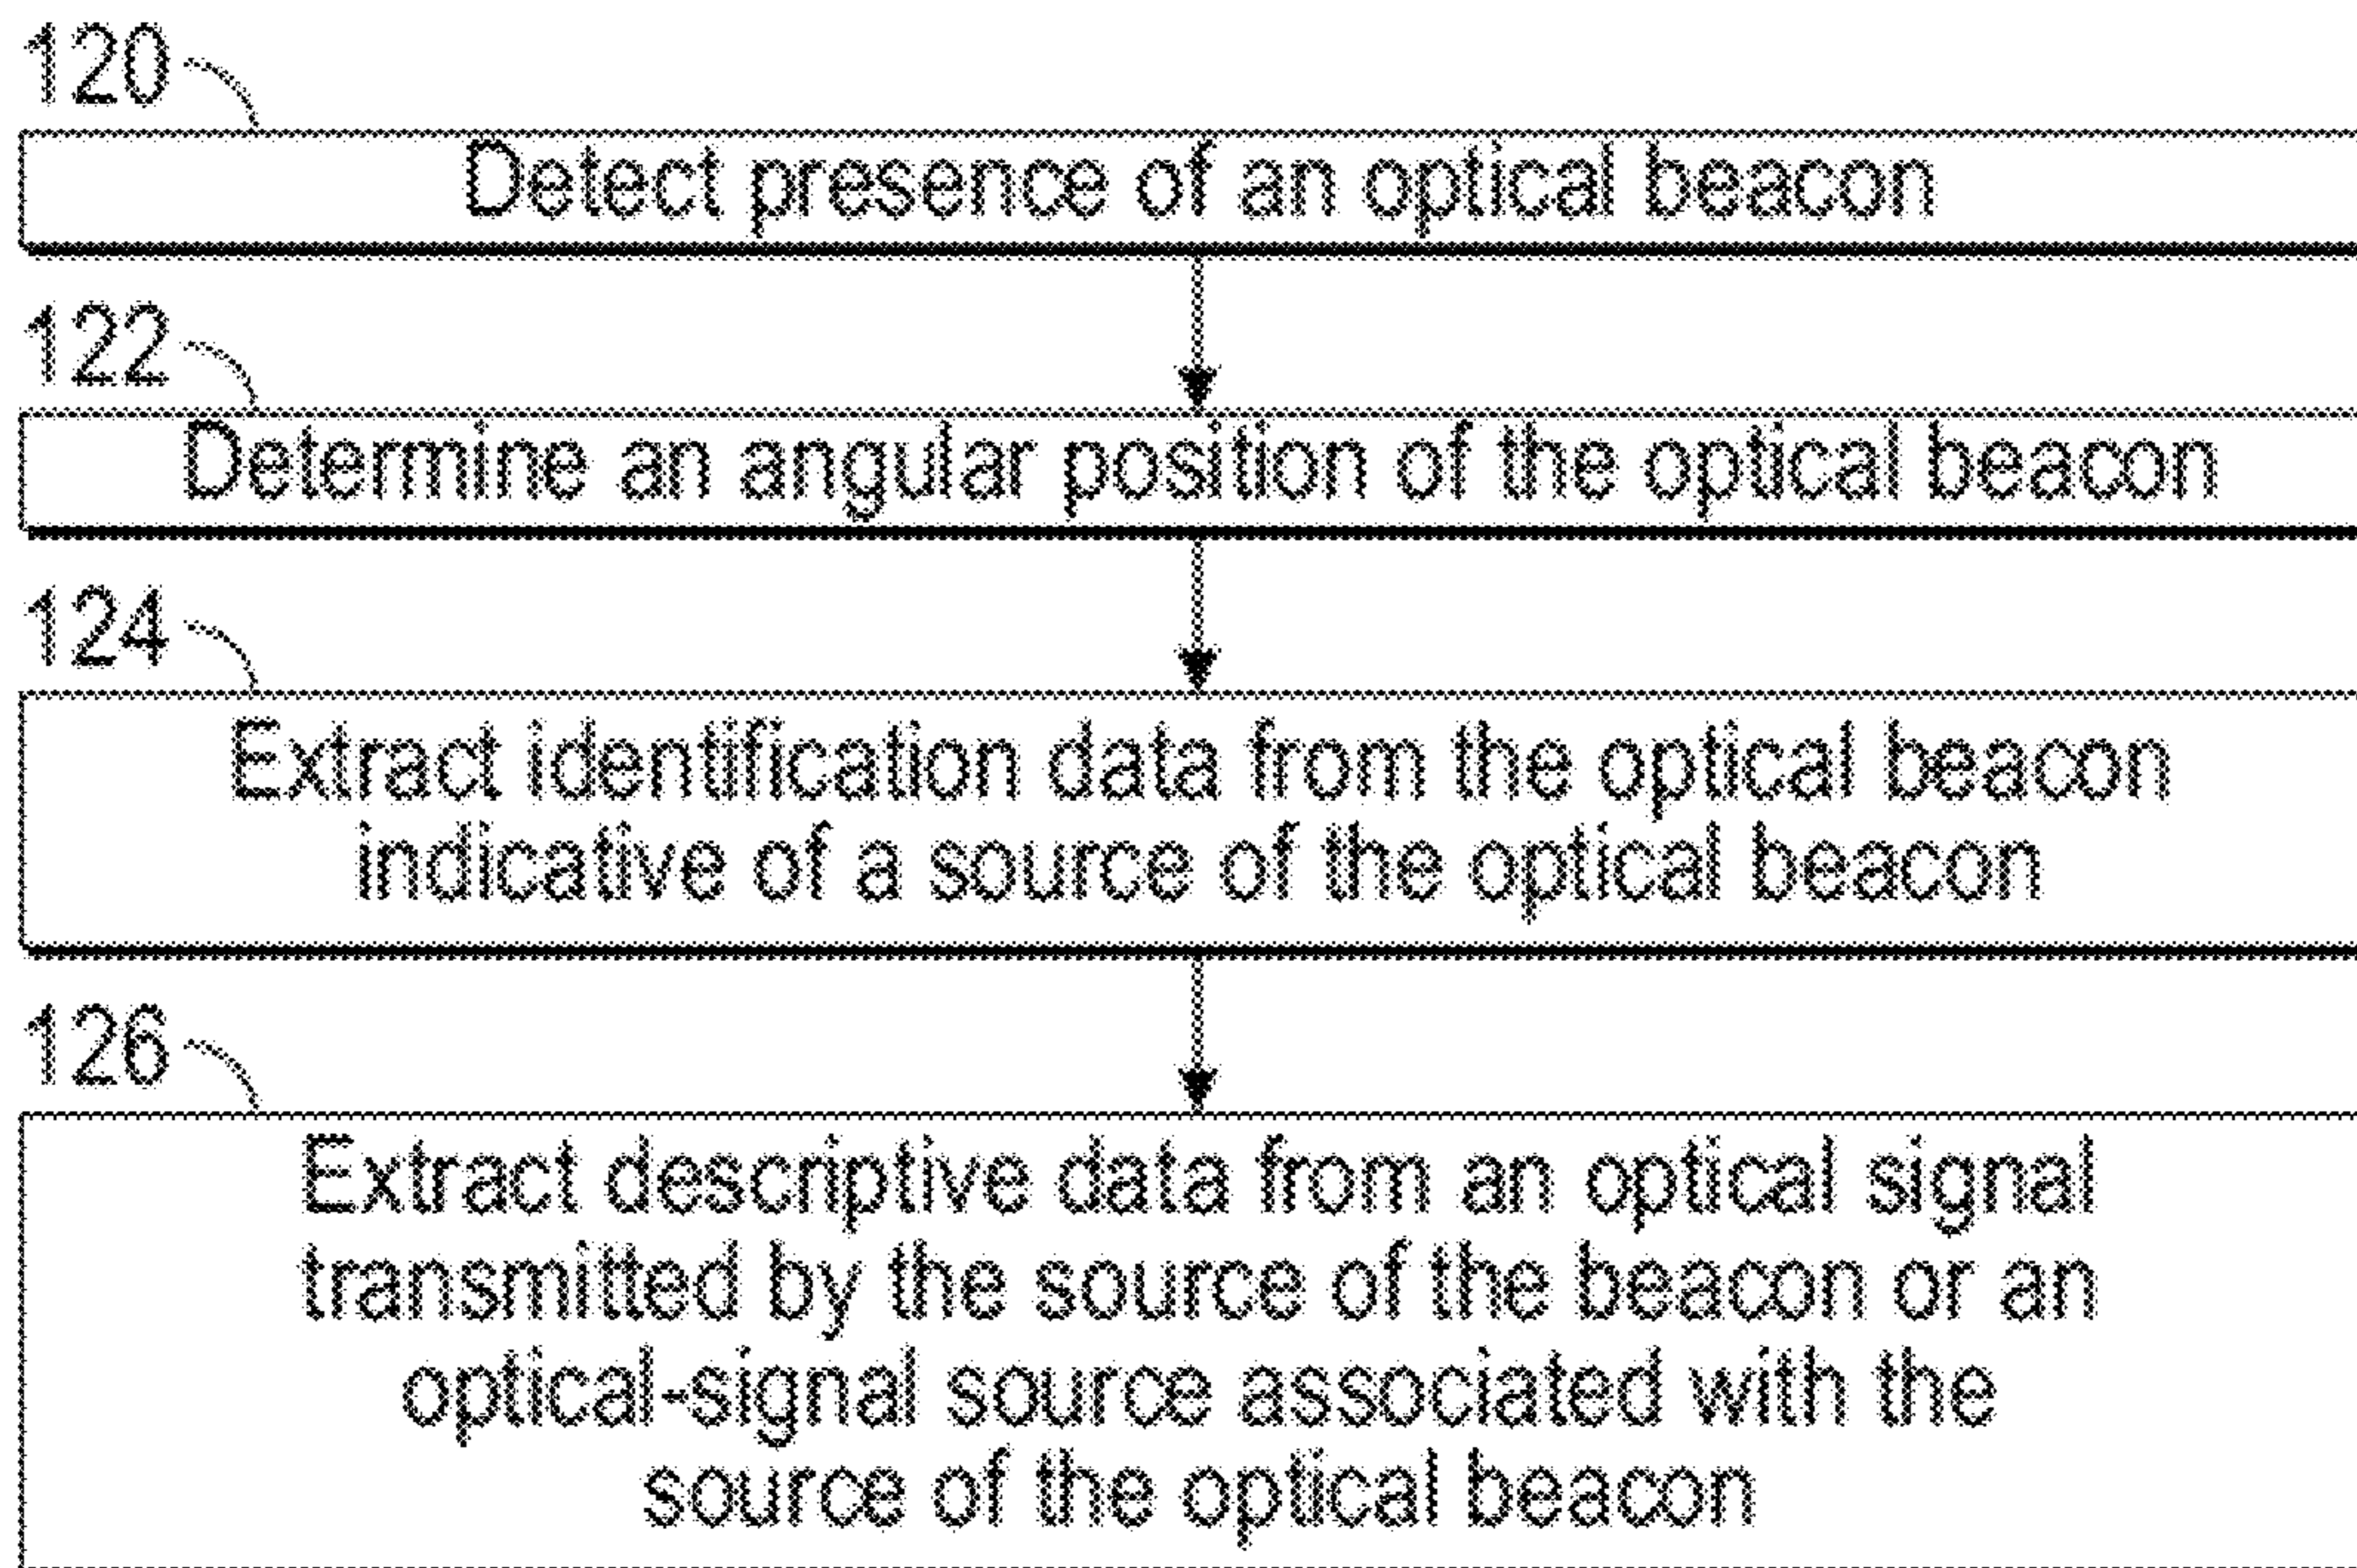 120
Detect presence of an optical beacon
122
Determine an angular position of the optical beacon
124
Extract identification data from the optical beacon
indicative of a source of the optical beacon
126
Extract descriptive data from an optical signal
transmitted by the source of the beacon or an
optical-signal source associated with the
source of the optical beacon